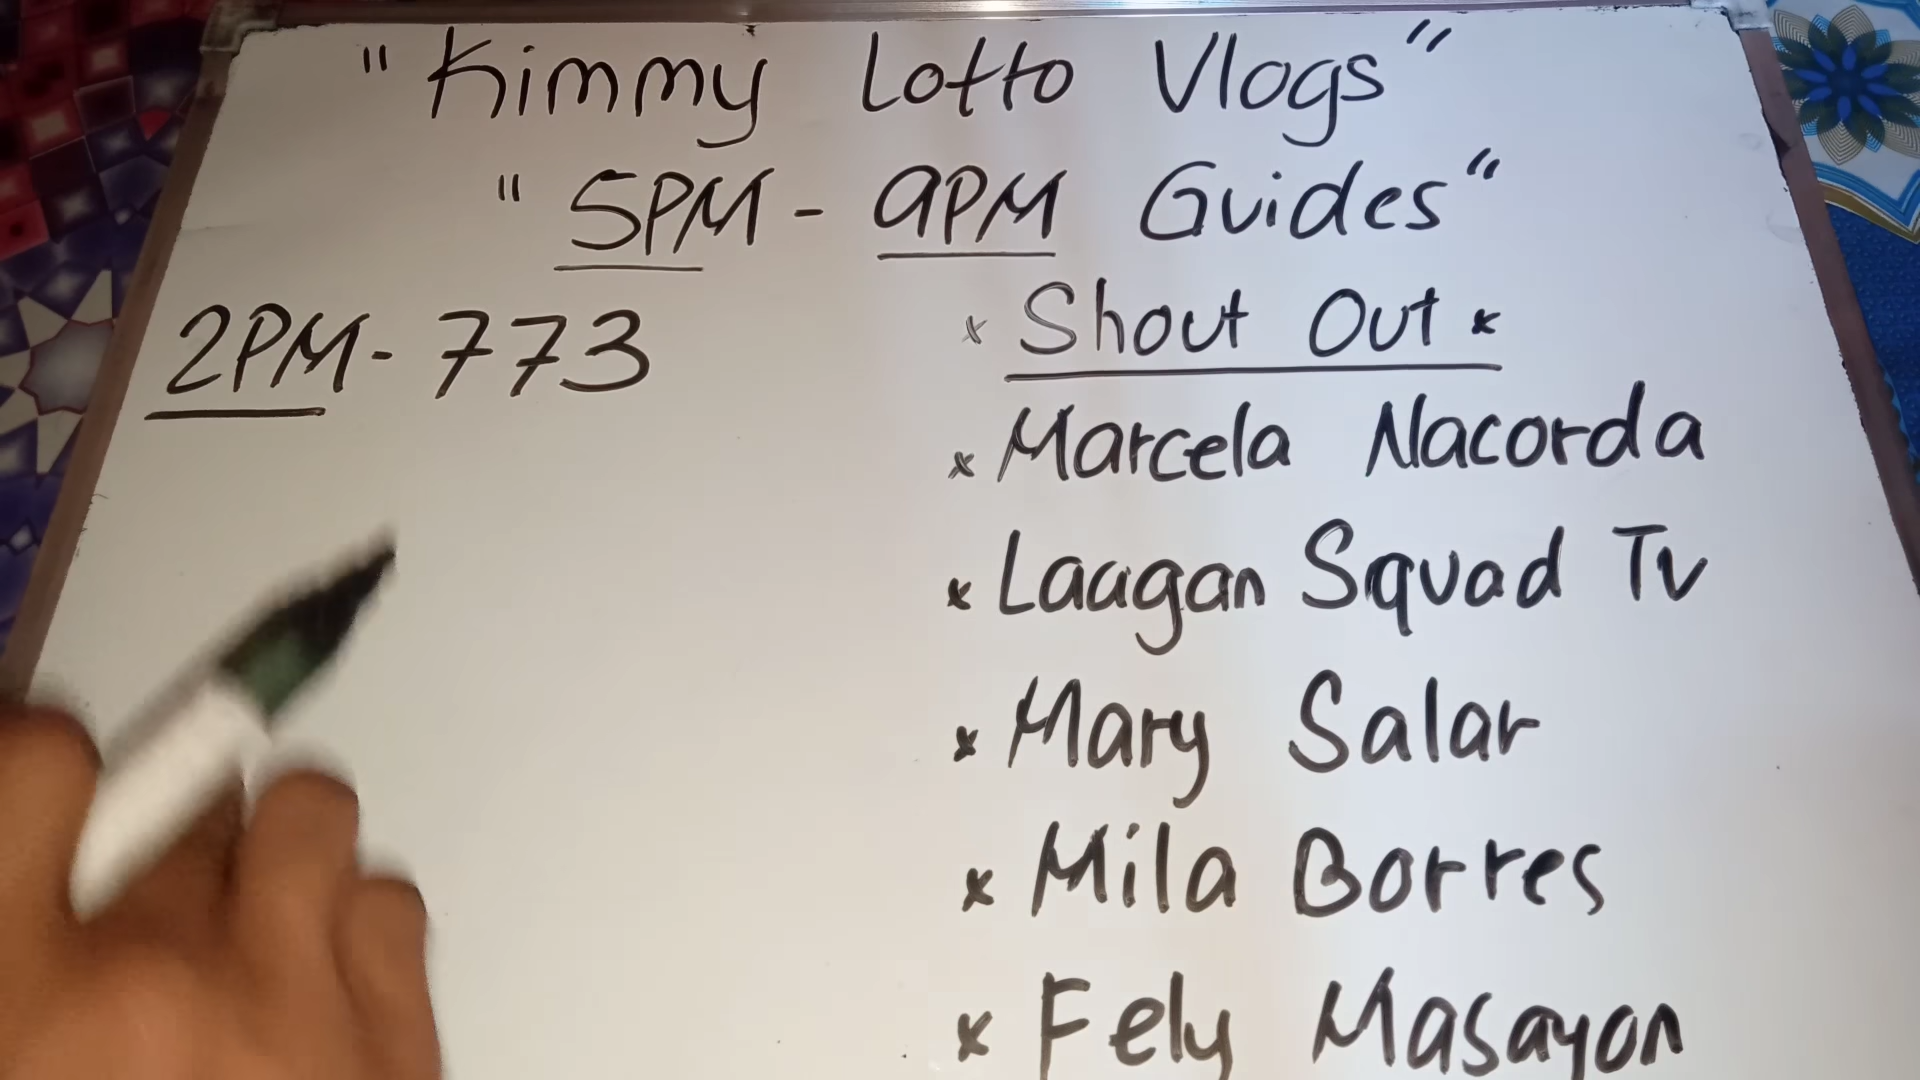 "Kimmy Lotto Vlogs"
"5PM - 9PM Guides"
2PM - 773
x Shout Out x
x Marcela Nacorda
x Laagan Squad Tv
x Mary Salar
x Mila Borres
x Fely Masayon